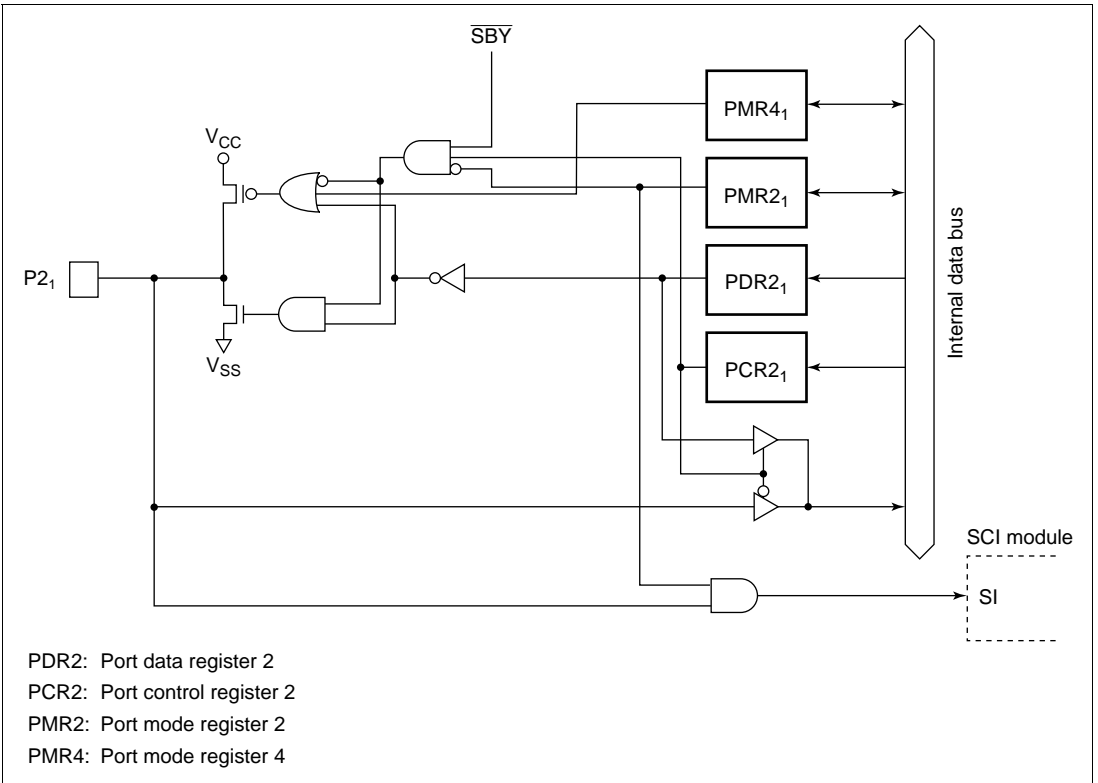 S̅B̅Y̅
PMR4₁
V_CC
PMR2₁
P2₁
PDR2₁
Internal data bus
V_SS
PCR2₁
SCI module
SI
PDR2: Port data register 2
PCR2: Port control register 2
PMR2: Port mode register 2
PMR4: Port mode register 4